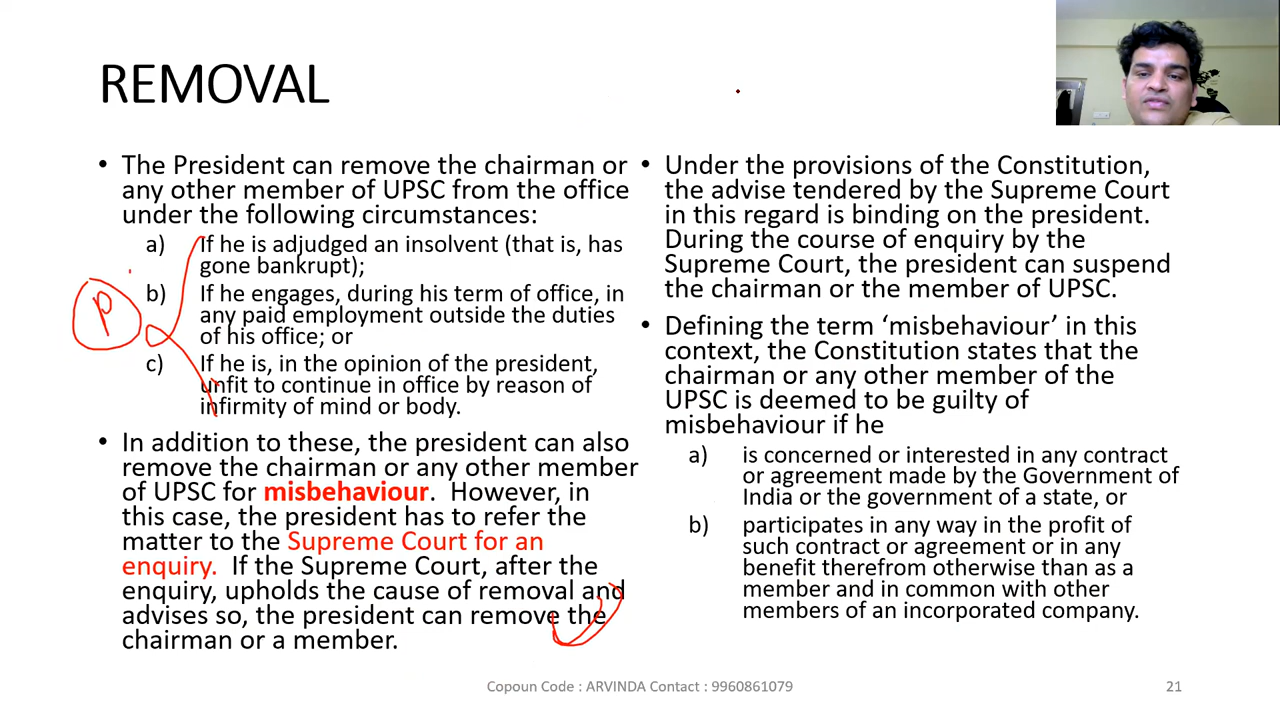 REMOVAL
• The President can remove the chairman or
any other member of UPSC from the office
under the following circumstances:
a) If he is adjudged an insolvent (that is, has
gone bankrupt);
b) If he engages, during his term of office, in
any paid employment outside the duties
of his office; or
c) If he is, in the opinion of the president,
unfit to continue in office by reason of
infirmity of mind or body.
P
• In addition to these, the president can also
remove the chairman or any other member
of UPSC for misbehaviour. However, in
this case, the president has to refer the
matter to the Supreme Court for an
enquiry. If the Supreme Court, after the
enquiry, upholds the cause of removal and
advises so, the president can remove the
chairman or a member.
• Under the provisions of the Constitution,
the advise tendered by the Supreme Court
in this regard is binding on the president.
During the course of enquiry by the
Supreme Court, the president can suspend
the chairman or the member of UPSC.
• Defining the term ‘misbehaviour’ in this
context, the Constitution states that the
chairman or any other member of the
UPSC is deemed to be guilty of
misbehaviour if he
a) is concerned or interested in any contract
or agreement made by the Government of
India or the government of a state, or
b) participates in any way in the profit of
such contract or agreement or in any
benefit therefrom otherwise than as a
member and in common with other
members of an incorporated company.
Copoun Code : ARVINDA Contact : 9960861079
21